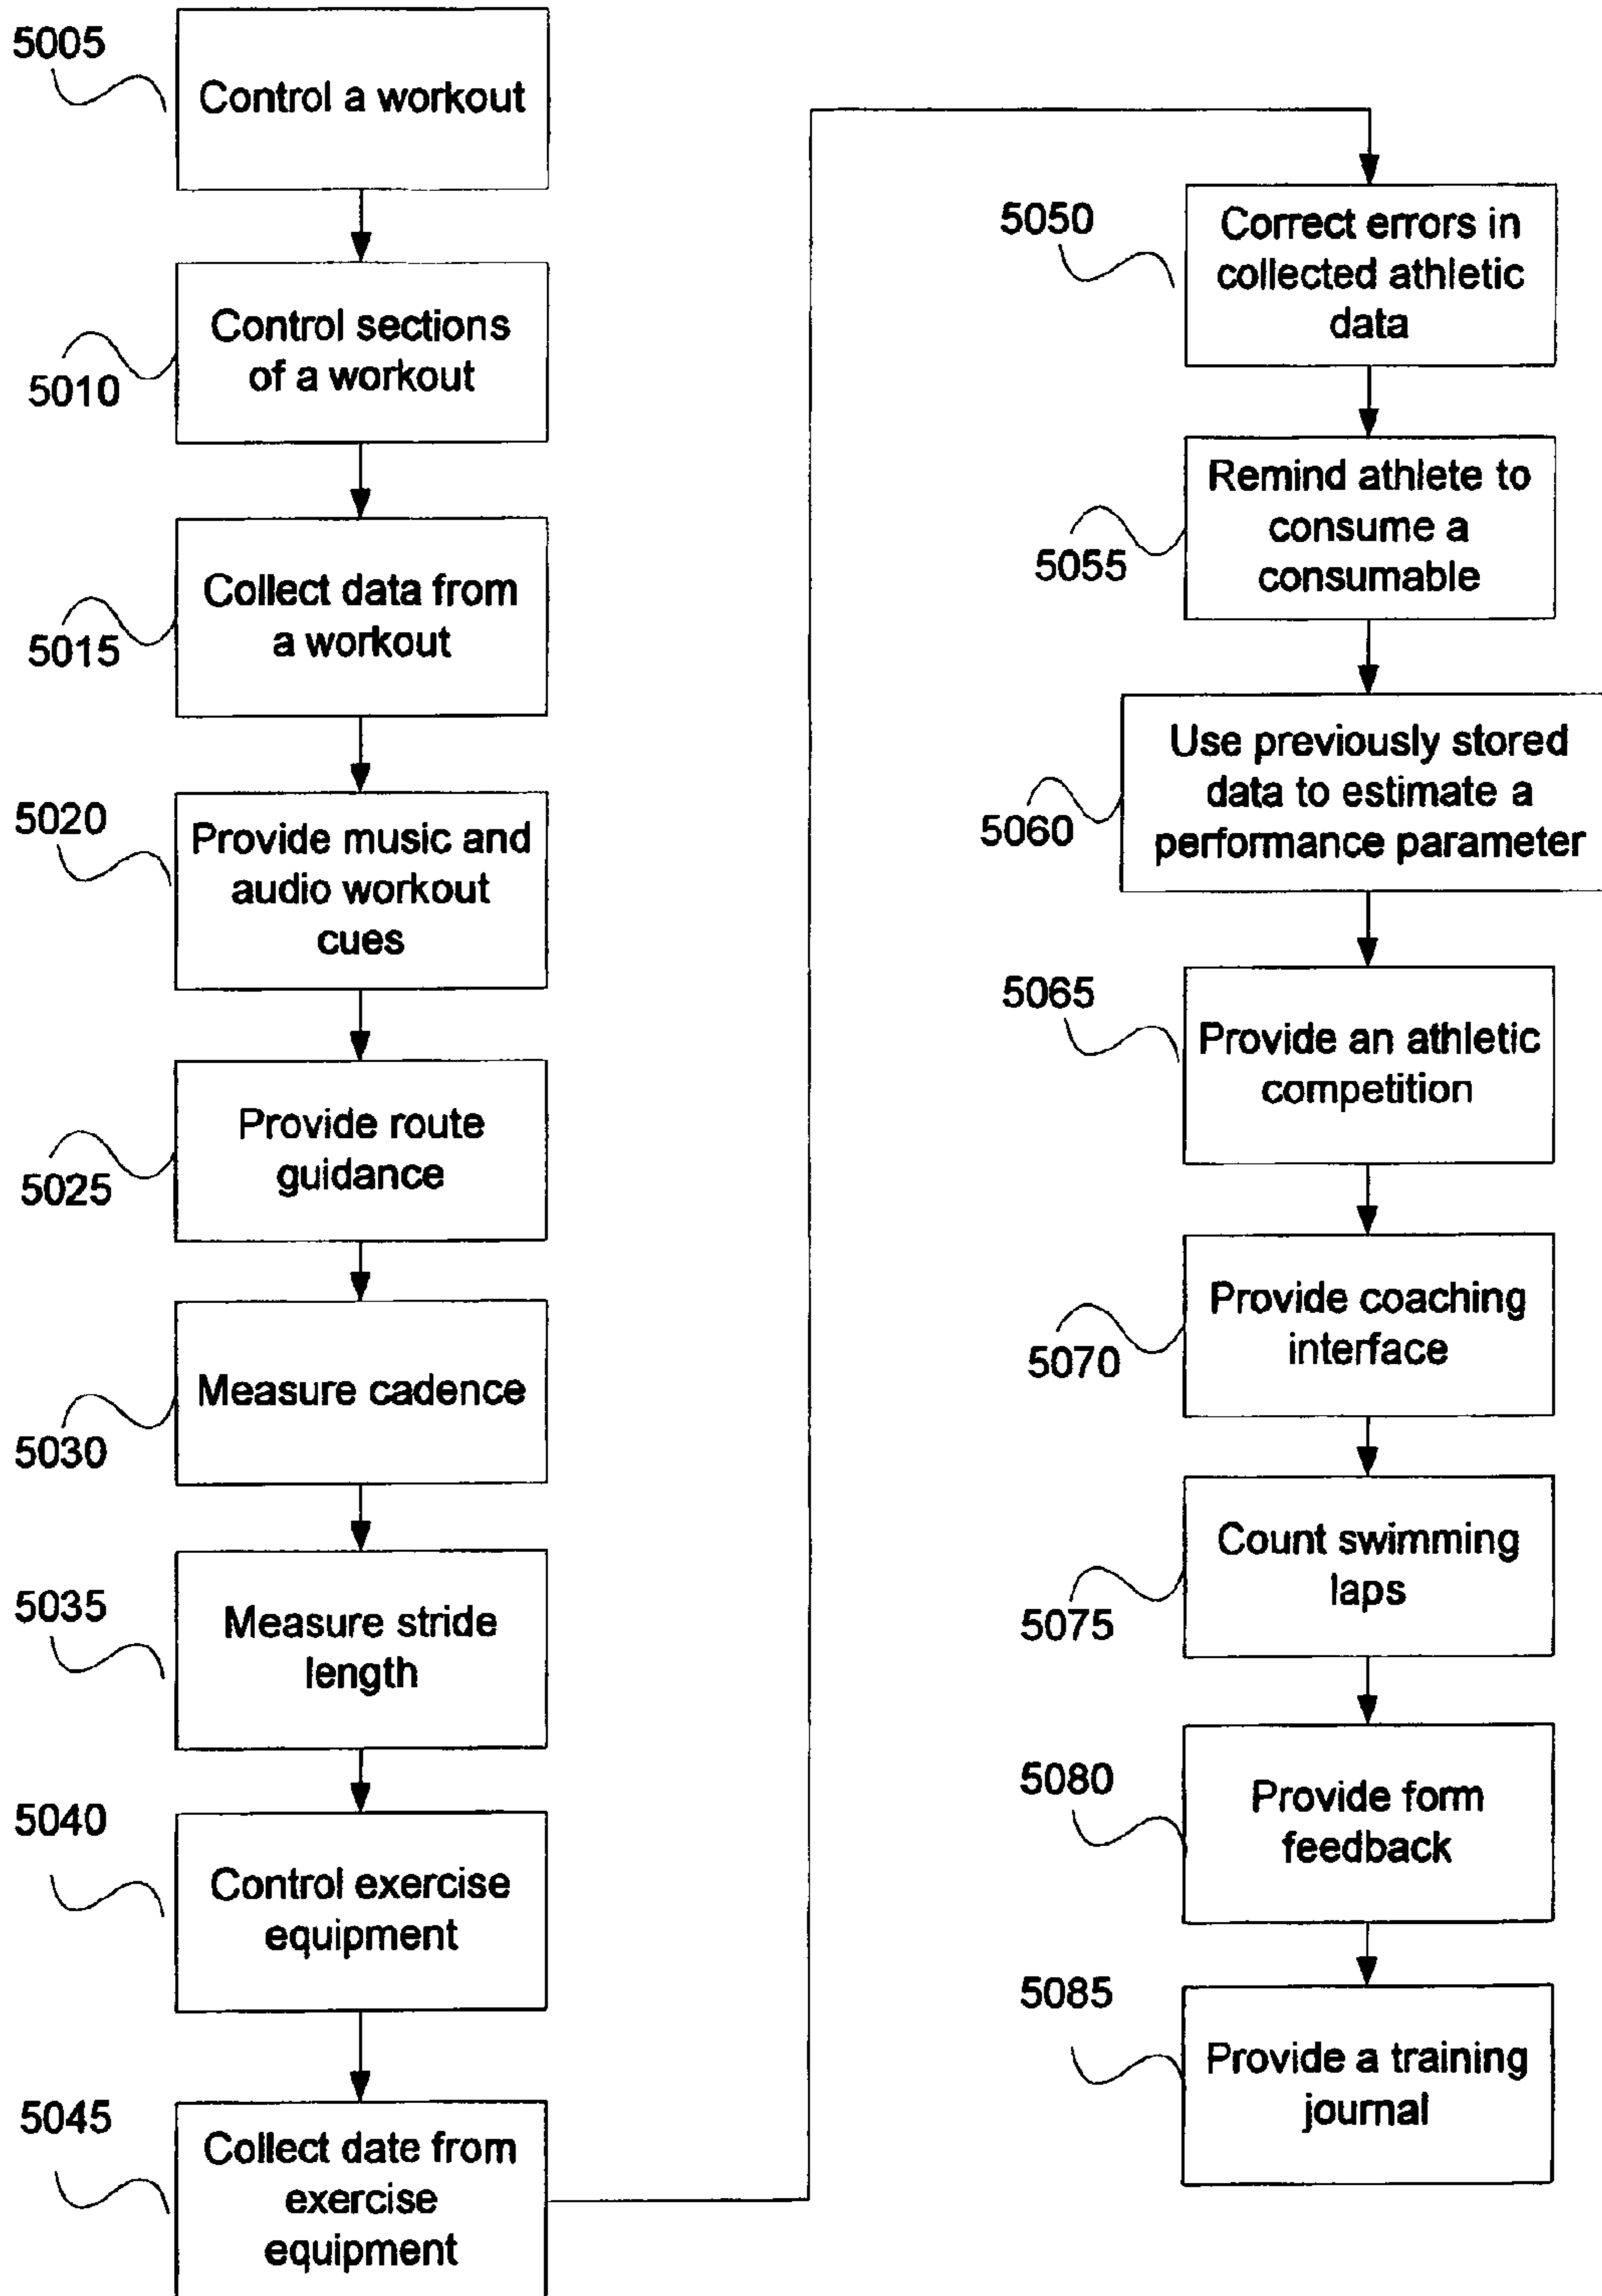 5005
Control a workout
Control sections
of a workout
5010
Collect data from
a workout
5015
5020
Provide music and
audio workout
cues
Provide route
guidance
5025
Measure cadence
5030
5035
Measure stride
length
5040
Control exercise
equipment
5045
Collect date from
exercise
equipment
5050
Correct errors in
collected athletic
data
Remind athlete to
consume a
consumable
5055
Use previously stored
data to estimate a
performance parameter
5060
5065
Provide an athletic
competition
Provide coaching
interface
5070
Count swimming
laps
5075
5080
Provide form
feedback
5085
Provide a training
journal